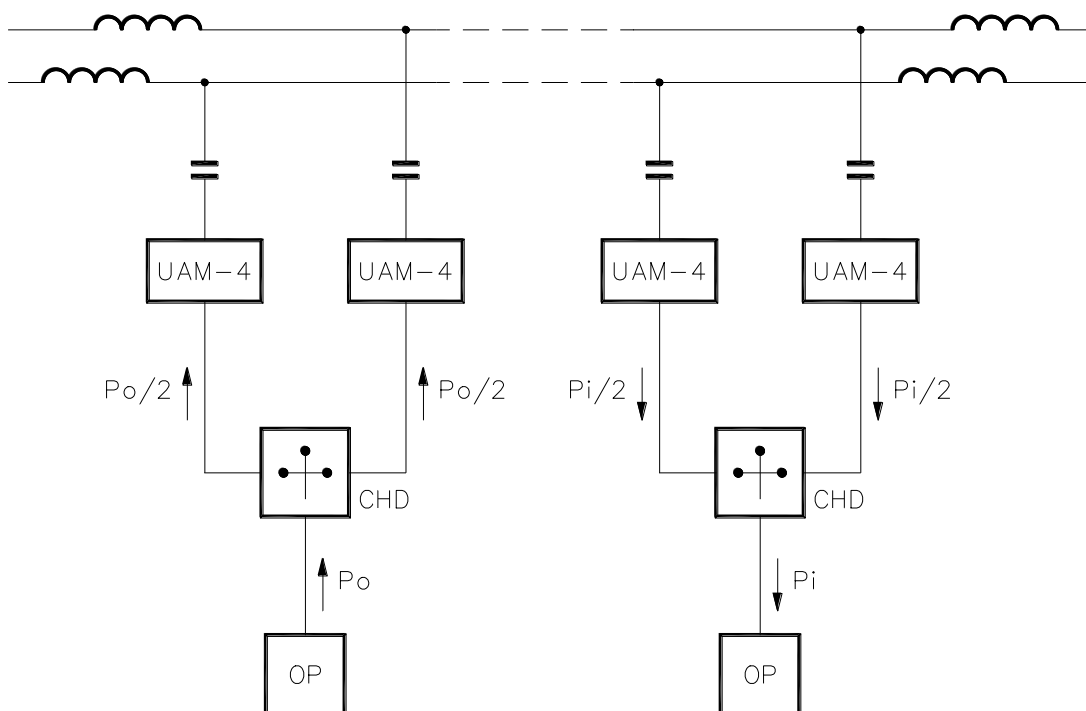 UAM-4 UAM-4 UAM-4 UAM-4
Po/2 Po/2 Pi/2 Pi/2
CHD CHD
Po Pi
OP OP